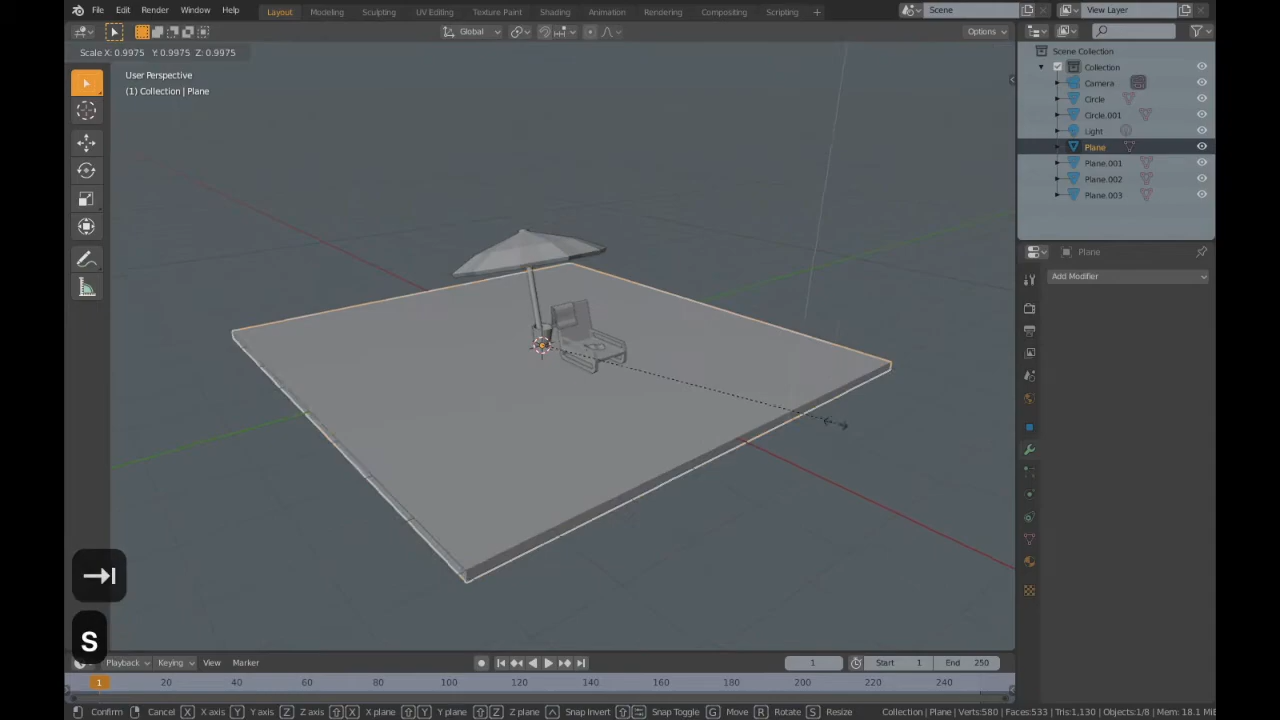 File Edit Render Window Help Layout Modeling Sculpting UV Editing Texture Paint Shading Animation Rendering Compositing Scripting + Scene View Layer
Global Options
Scale X: 0.9975 Y: 0.9975 Z: 0.9975
Scene Collection
User Perspective
Collection
(1) Collection | Plane
Camera
Circle
Circle.001
Light
Plane
Plane.001
Plane.002
Plane.003
Plane
Add Modifier
S
Playback Keying View Marker 1 Start 1 End 250
1 20 40 60 80 100 120 140 160 180 200 220 240
Confirm Cancel X X axis Y Y axis Z Z axis X X plane Y Y plane Z Z plane Snap Invert Snap Toggle G Move R Rotate S Resize Collection | Plane | Verts:580 | Faces:533 | Tris:1,130 | Objects:1/8 | Mem: 18.1 MiB